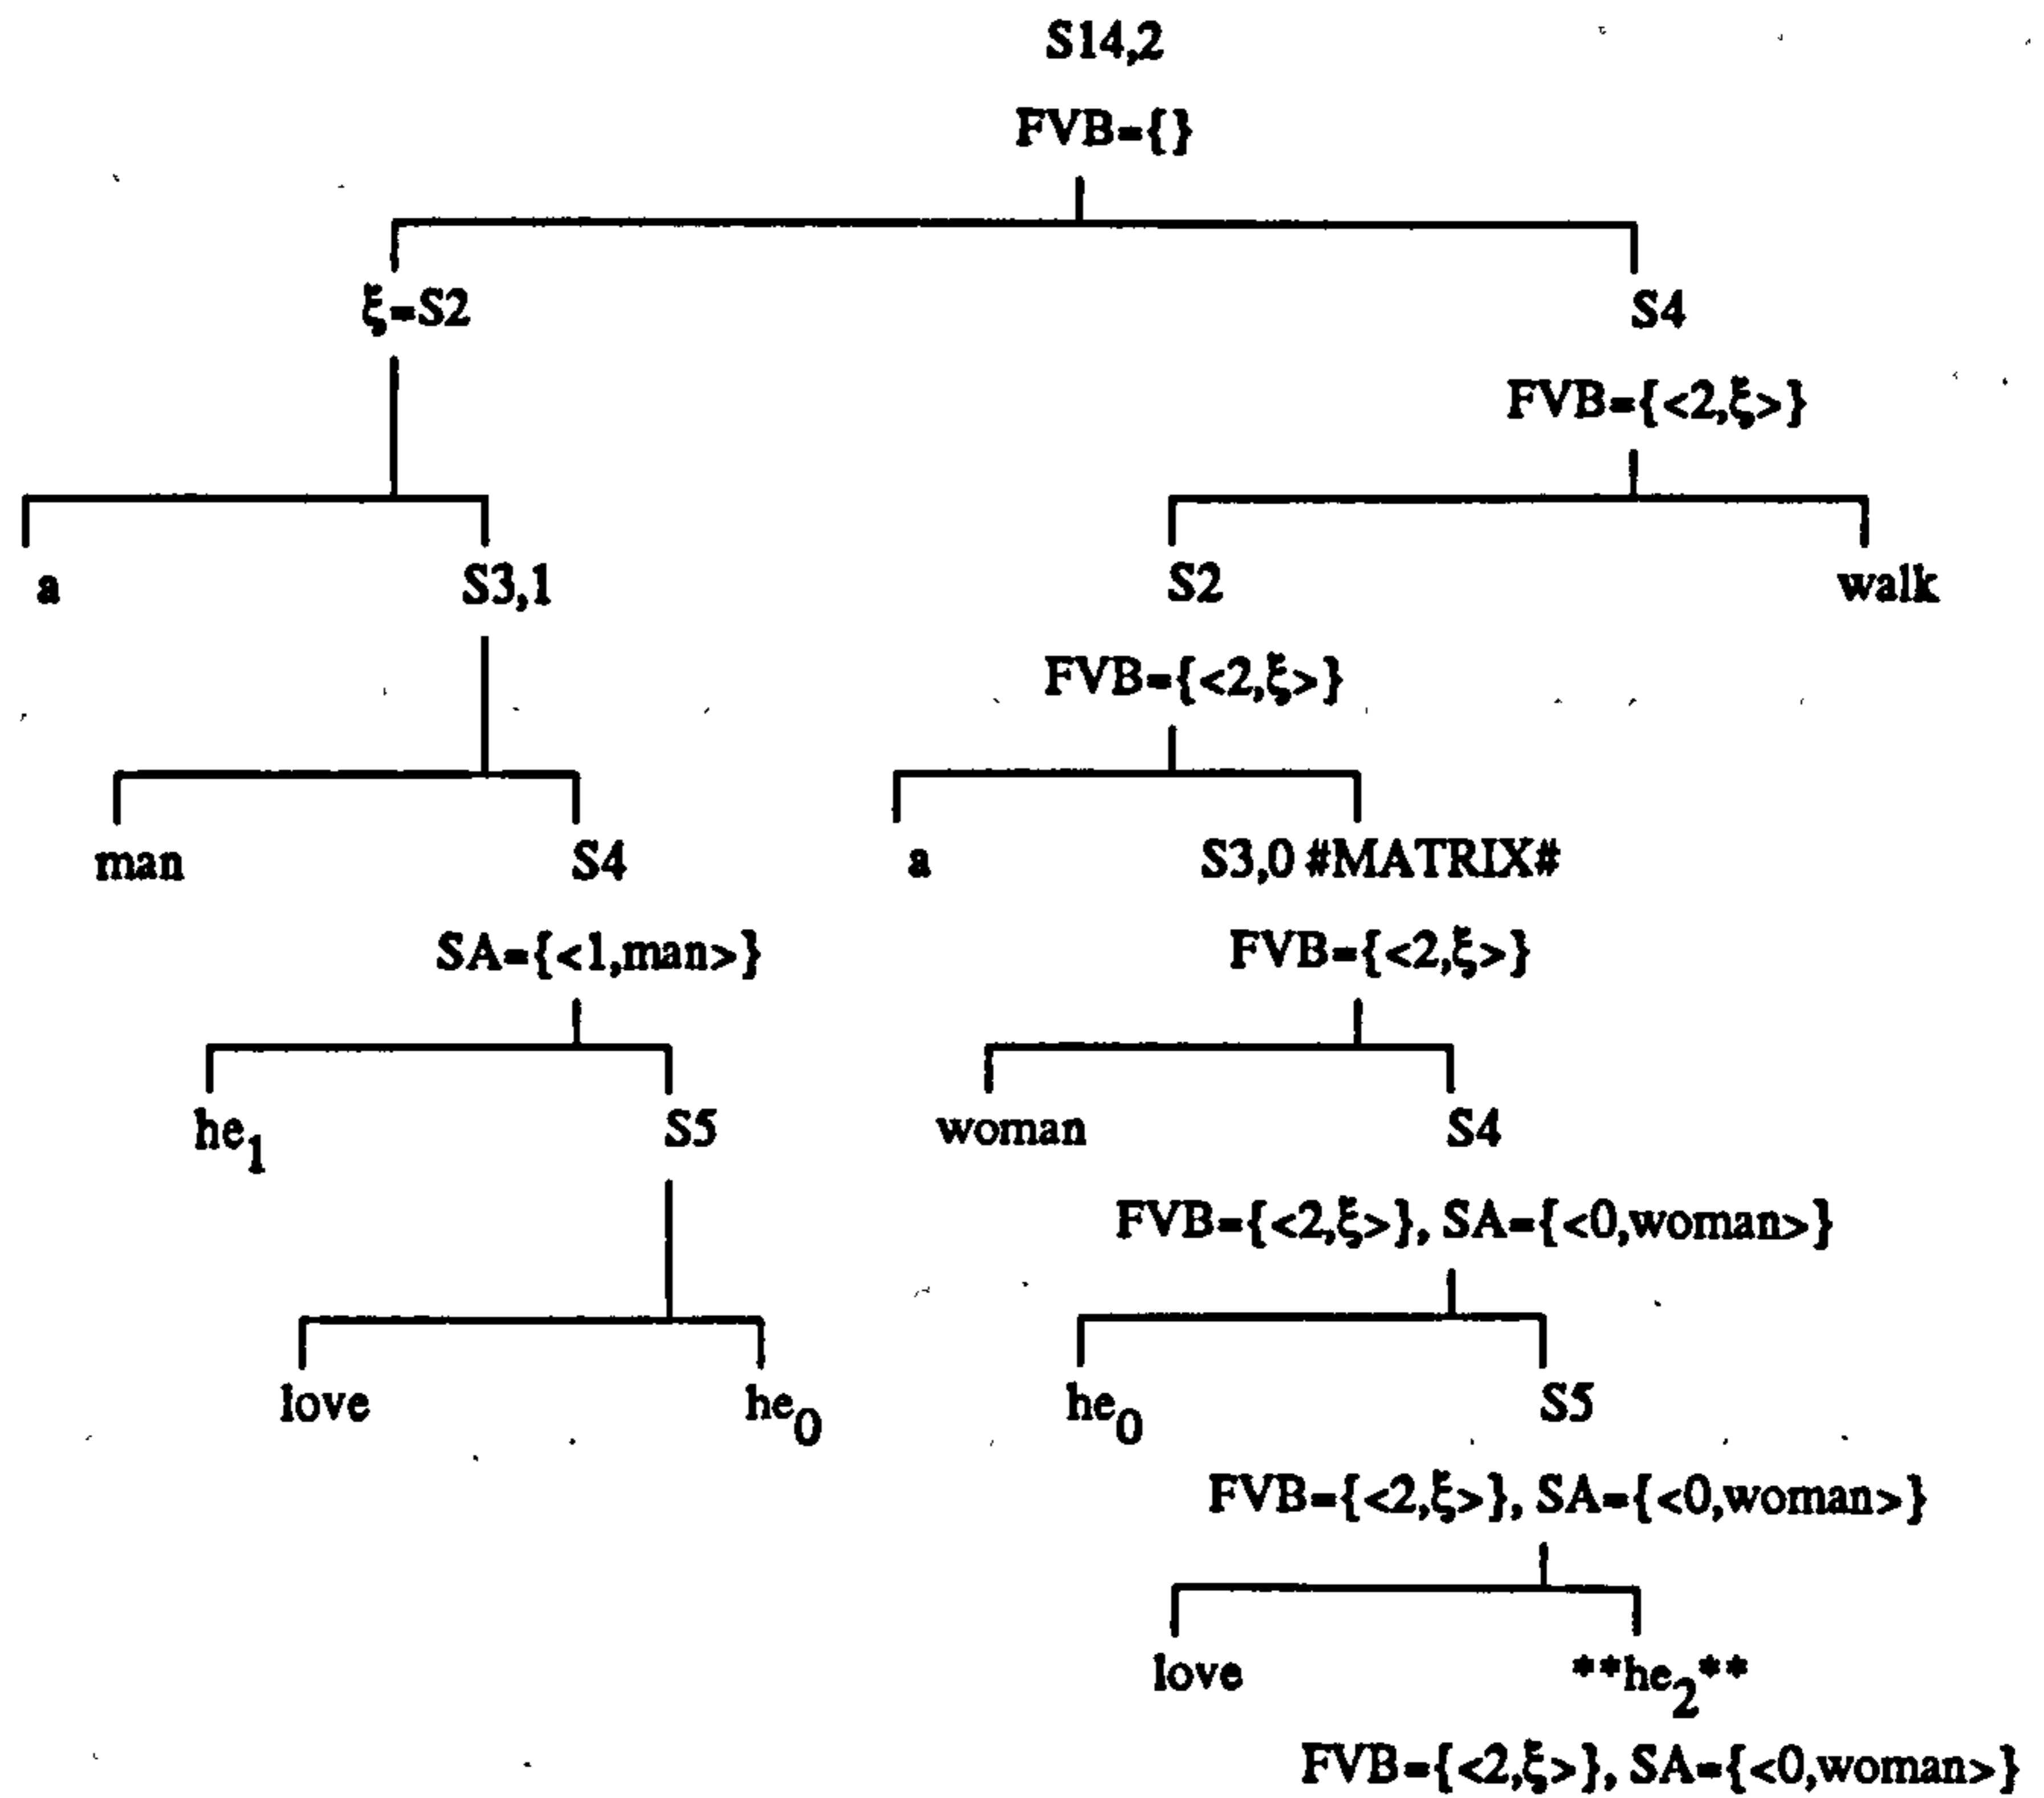 S14,2
FVB={}
ξ=S2 S4
FVB={<2,ξ>}
a S3,1 S2 walk
FVB={<2,ξ>}
man S4 a S3,0 #MATRIX#
SA={<1,man>} FVB={<2,ξ>}
he₁ S5 woman S4
FVB={<2,ξ>}, SA={<0,woman>}
love he₀ he₀ S5
FVB={<2,ξ>}, SA={<0,woman>}
love **he₂**
FVB={<2,ξ>}, SA={<0,woman>}